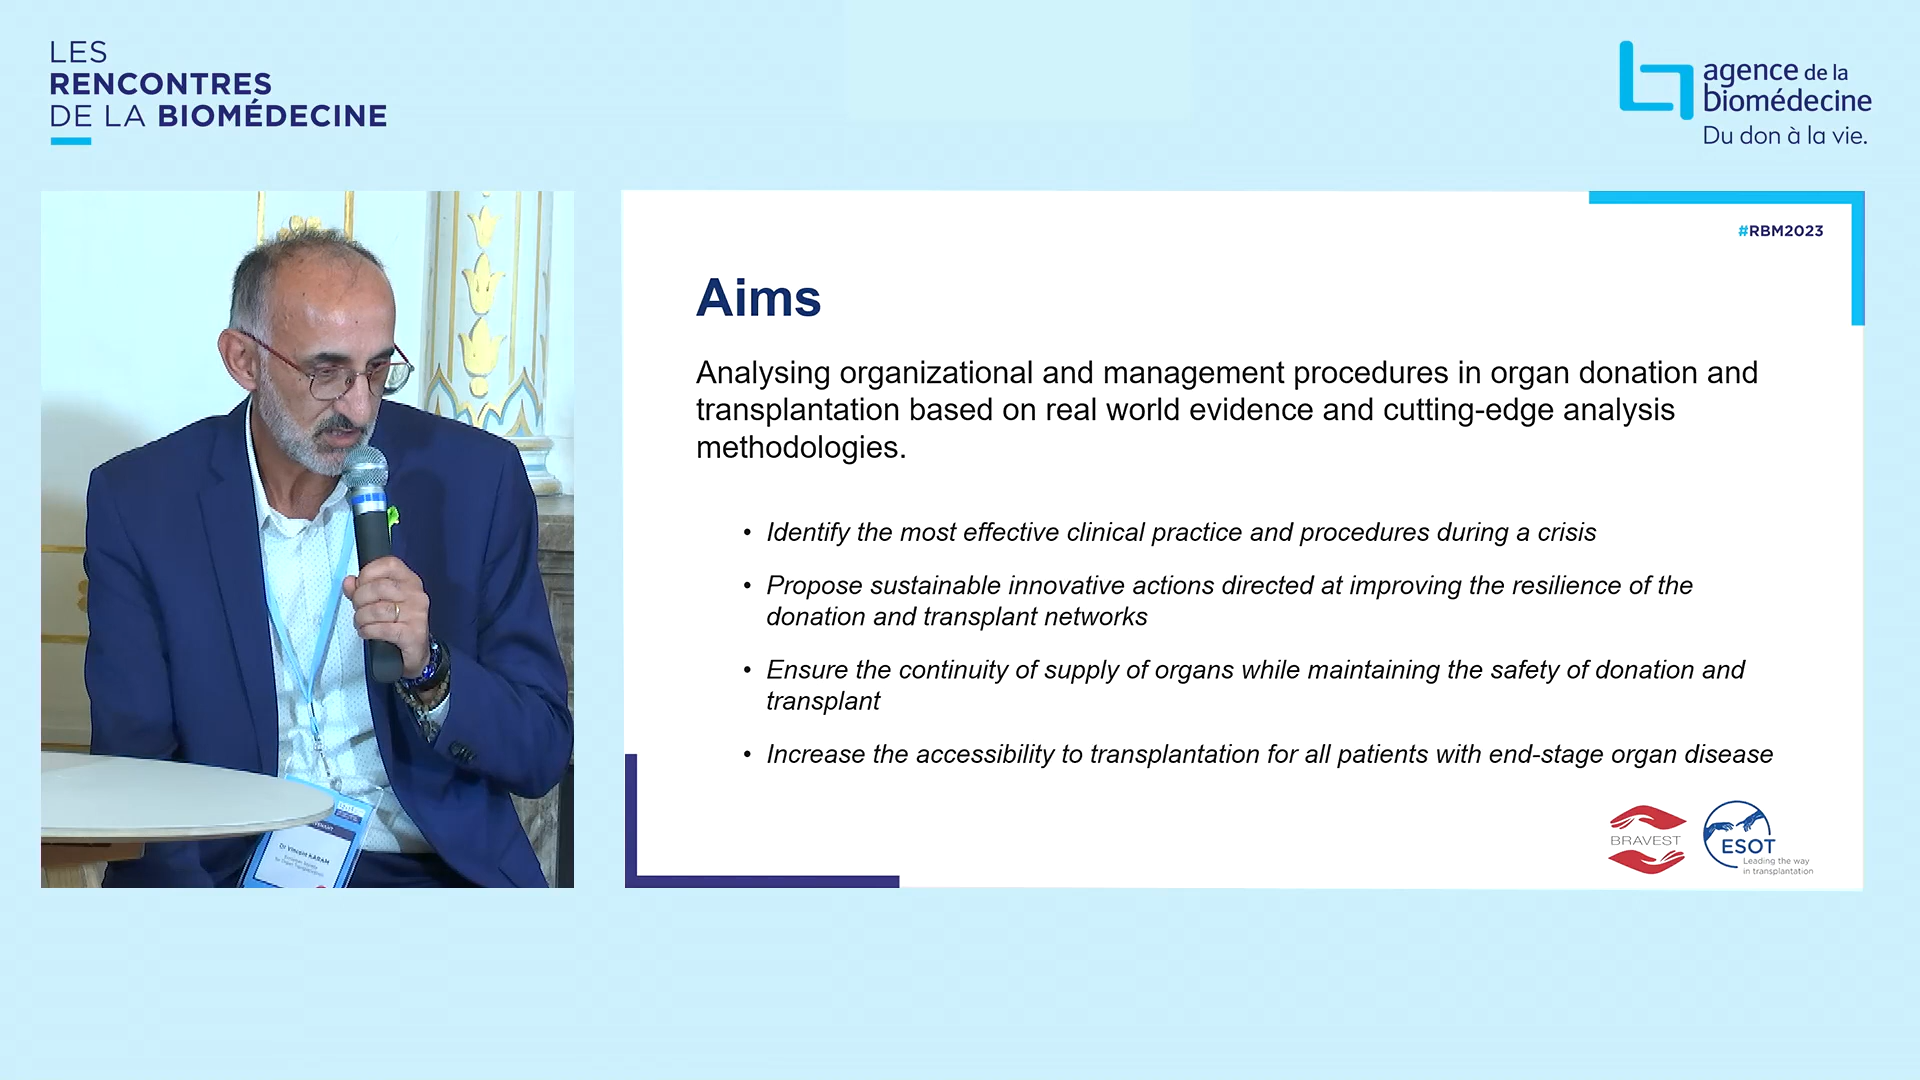 LES
RENCONTRES
DE LA BIOMÉDECINE
agence de la
biomédecine
Du don à la vie.
#RBM2023
Aims
Analysing organizational and management procedures in organ donation and
transplantation based on real world evidence and cutting-edge analysis
methodologies.
• Identify the most effective clinical practice and procedures during a crisis
• Propose sustainable innovative actions directed at improving the resilience of the
donation and transplant networks
• Ensure the continuity of supply of organs while maintaining the safety of donation and
transplant
• Increase the accessibility to transplantation for all patients with end-stage organ disease
BRAVEST
ESOT
Leading the way
in transplantation
Dr Vincent KARAM